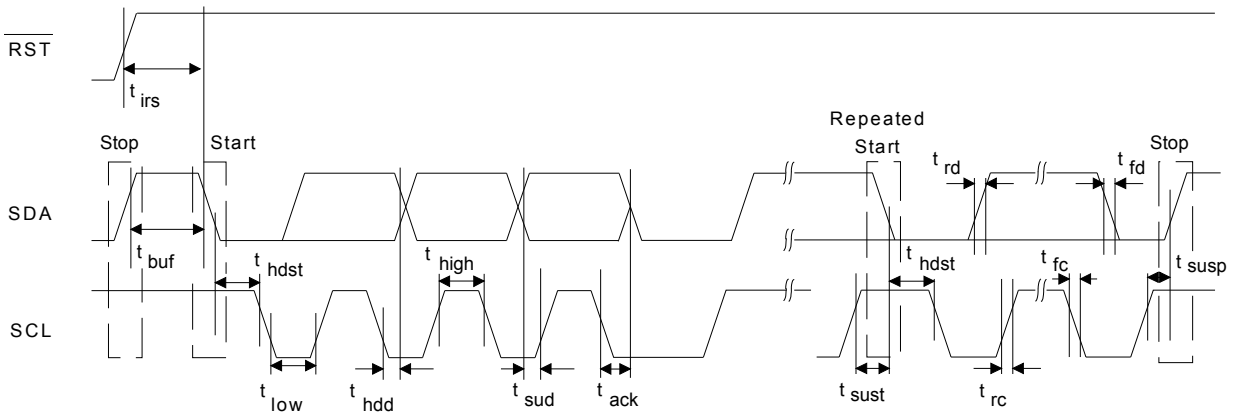 RST
t irs
Repeated
Stop Start Start Stop
t rd t fd
SDA
t buf t hdst t high t hdst t fc t susp
SCL
t low t hdd t sud t ack t sust t rc